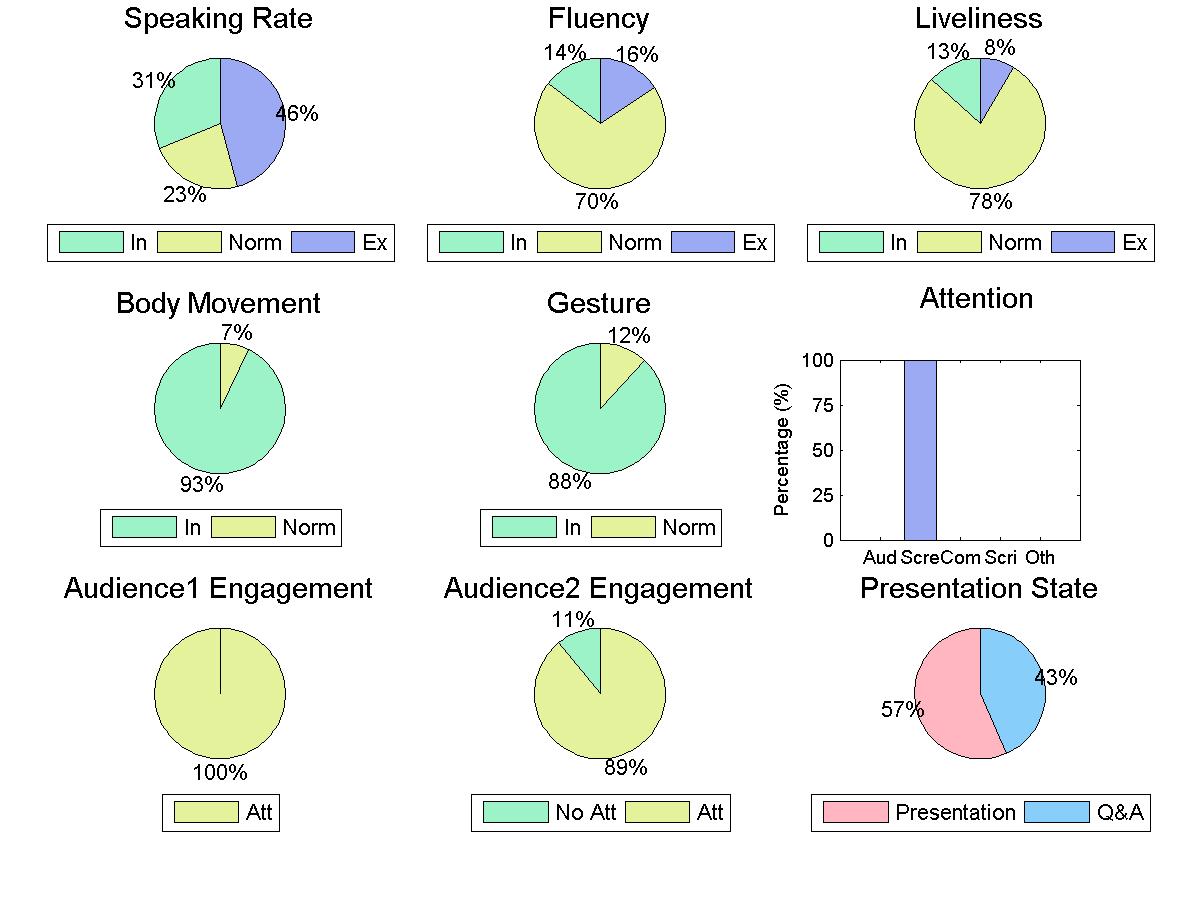 Speaking Rate
31%
46%
23%
In Norm Ex
Fluency
14%
16%
70%
In Norm Ex
Liveliness
13%
8%
78%
In Norm Ex
Body Movement
7%
93%
In Norm
Gesture
12%
88%
In Norm
Attention
Percentage (%)
100
75
50
25
0
Aud Scre Com Scri Oth
Audience1 Engagement
100%
Att
Audience2 Engagement
11%
89%
No Att Att
Presentation State
43%
57%
Presentation Q&A